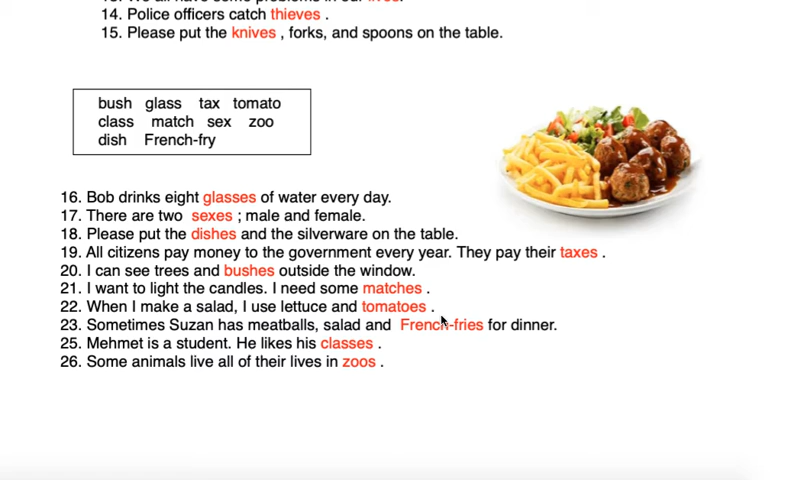 14. Police officers catch thieves .
15. Please put the knives , forks, and spoons on the table.
bush glass tax tomato
class match sex zoo
dish French-fry
16. Bob drinks eight glasses of water every day.
17. There are two sexes ; male and female.
18. Please put the dishes and the silverware on the table.
19. All citizens pay money to the government every year. They pay their taxes .
20. I can see trees and bushes outside the window.
21. I want to light the candles. I need some matches .
22. When I make a salad, I use lettuce and tomatoes .
23. Sometimes Suzan has meatballs, salad and French-fries for dinner.
25. Mehmet is a student. He likes his classes .
26. Some animals live all of their lives in zoos .